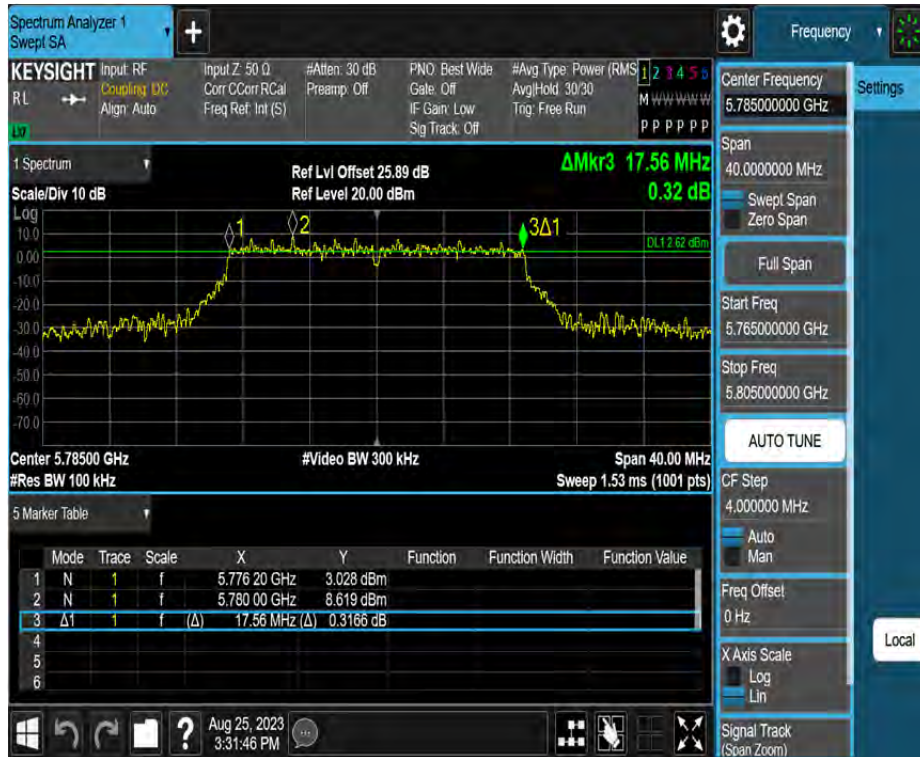 Spectrum Analyzer 1
Swept SA
Frequency
KEYSIGHT
RL
Input: RF
Coupling: DC
Align: Auto
Input Z: 50 Ω
Corr CCorr RCal
Freq Ref: Int (S)
#Atten: 30 dB
Preamp: Off
PNO: Best Wide
Gate: Off
IF Gain: Low
Sig Track: Off
#Avg Type: Power (RMS
Avg|Hold: 30/30
Trig: Free Run
1 2 3 4 5 6
M W W W W W
P P P P P P
Center Frequency
5.785000000 GHz
Settings
Span
40.0000000 MHz
Swept Span
Zero Span
Full Span
Start Freq
5.765000000 GHz
Stop Freq
5.805000000 GHz
AUTO TUNE
CF Step
4.000000 MHz
Auto
Man
Freq Offset
0 Hz
X Axis Scale
Log
Lin
Signal Track
(Span Zoom)
Local
1 Spectrum
Scale/Div 10 dB
Ref Lvl Offset 25.89 dB
Ref Level 20.00 dBm
ΔMkr3 17.56 MHz
0.32 dB
Log
10.0
0.00
-10.0
-20.0
-30.0
-40.0
-50.0
-60.0
-70.0
1
2
3Δ1
DL1 2.62 dBm
Center 5.78500 GHz
#Video BW 300 kHz
Span 40.00 MHz
#Res BW 100 kHz
Sweep 1.53 ms (1001 pts)
5 Marker Table
Mode Trace Scale X Y Function Function Width Function Value
1 N 1 f 5.776 20 GHz 3.028 dBm
2 N 1 f 5.780 00 GHz 8.619 dBm
3 Δ1 1 f (Δ) 17.56 MHz (Δ) 0.3166 dB
4
5
6
?
Aug 25, 2023
3:31:46 PM